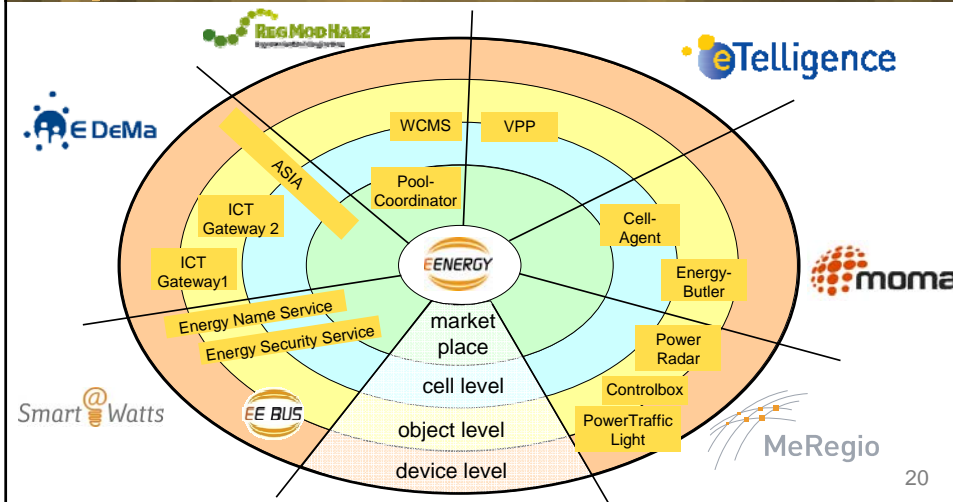 REGMODHARZ
eTelligence
E DeMa
WCMS
VPP
ASIA
Pool-
Coordinator
ICT
Gateway 2
Cell-
Agent
ICT
Gateway1
EENERGY
Energy-
Butler
moma
Energy Name Service
Energy Security Service
market
place
Power
Radar
cell level
Controlbox
Smart@Watts
EE BUS
object level
PowerTraffic
Light
MeRegio
device level
20